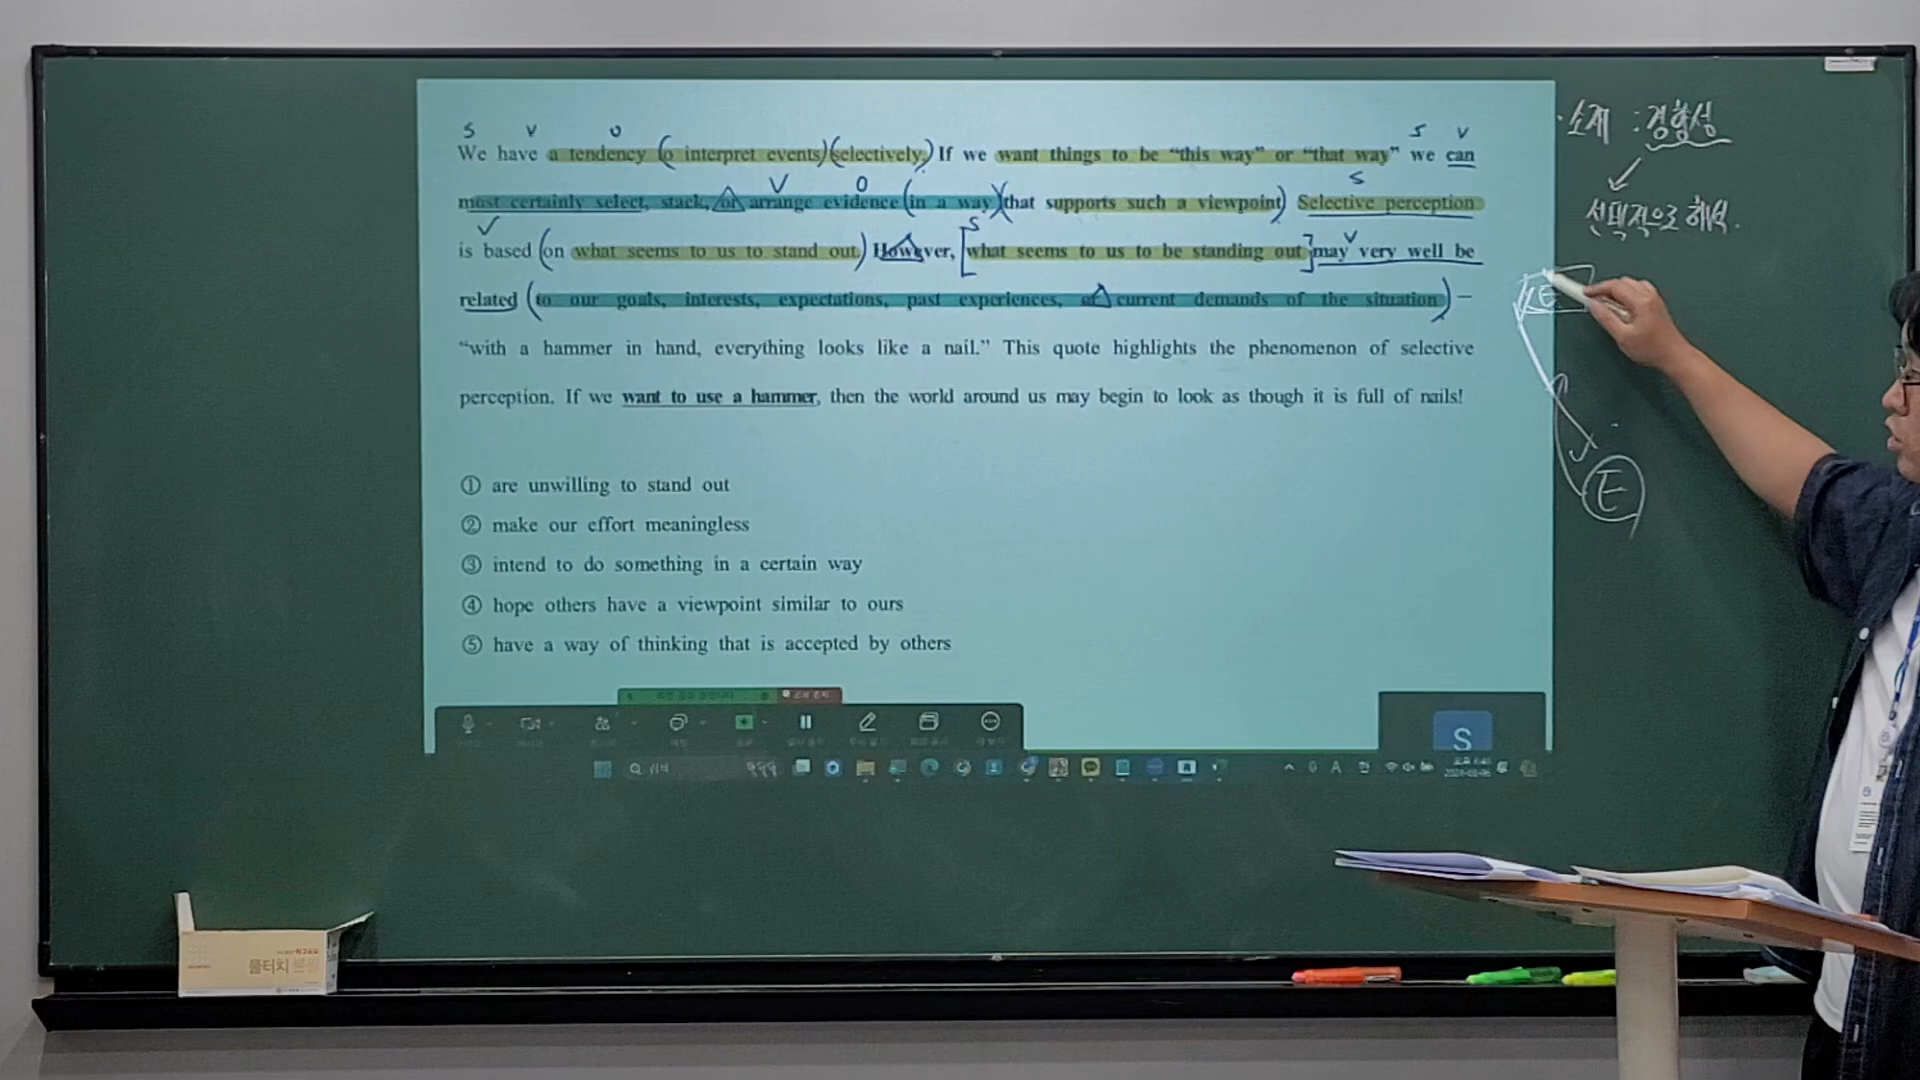 S V O S V
We have a tendency (to interpret events)(selectively.) If we want things to be “this way” or “that way” we can
V O S
most certainly select, stack, or arrange evidence (in a way)(that supports such a viewpoint) Selective perception
V S V
is based (on what seems to us to stand out.) However, [what seems to us to be standing out] may very well be
related (to our goals, interests, expectations, past experiences, or current demands of the situation) —
“with a hammer in hand, everything looks like a nail.” This quote highlights the phenomenon of selective
perception. If we want to use a hammer, then the world around us may begin to look as though it is full of nails!
① are unwilling to stand out
② make our effort meaningless
③ intend to do something in a certain way
④ hope others have a viewpoint similar to ours
⑤ have a way of thinking that is accepted by others
· 소재 : 경향성
선택적으로 해석.
E
E
S
A
한
풀터치